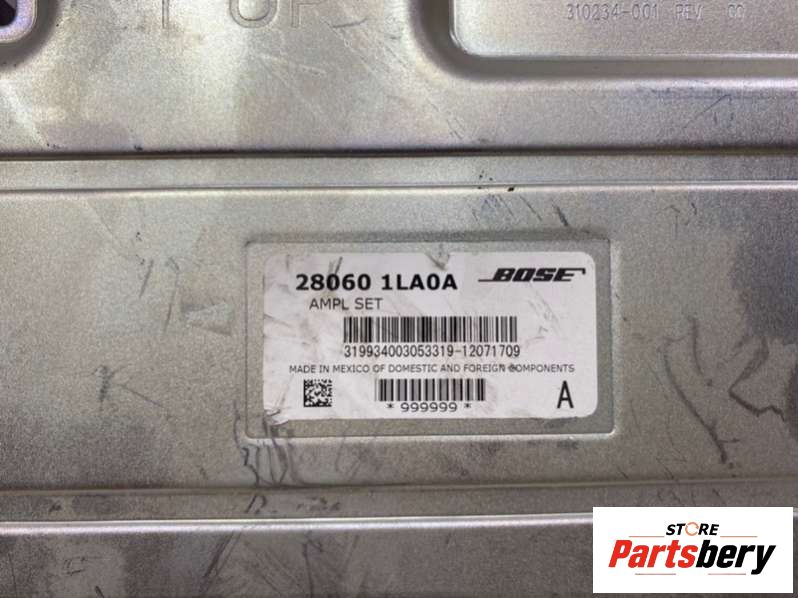 310234-001 REV 00
28060 1LA0A BOSE
AMPL SET
319934003053319-12071709
MADE IN MEXICO OF DOMESTIC AND FOREIGN COMPONENTS
*999999*
A
STORE
Partsbery